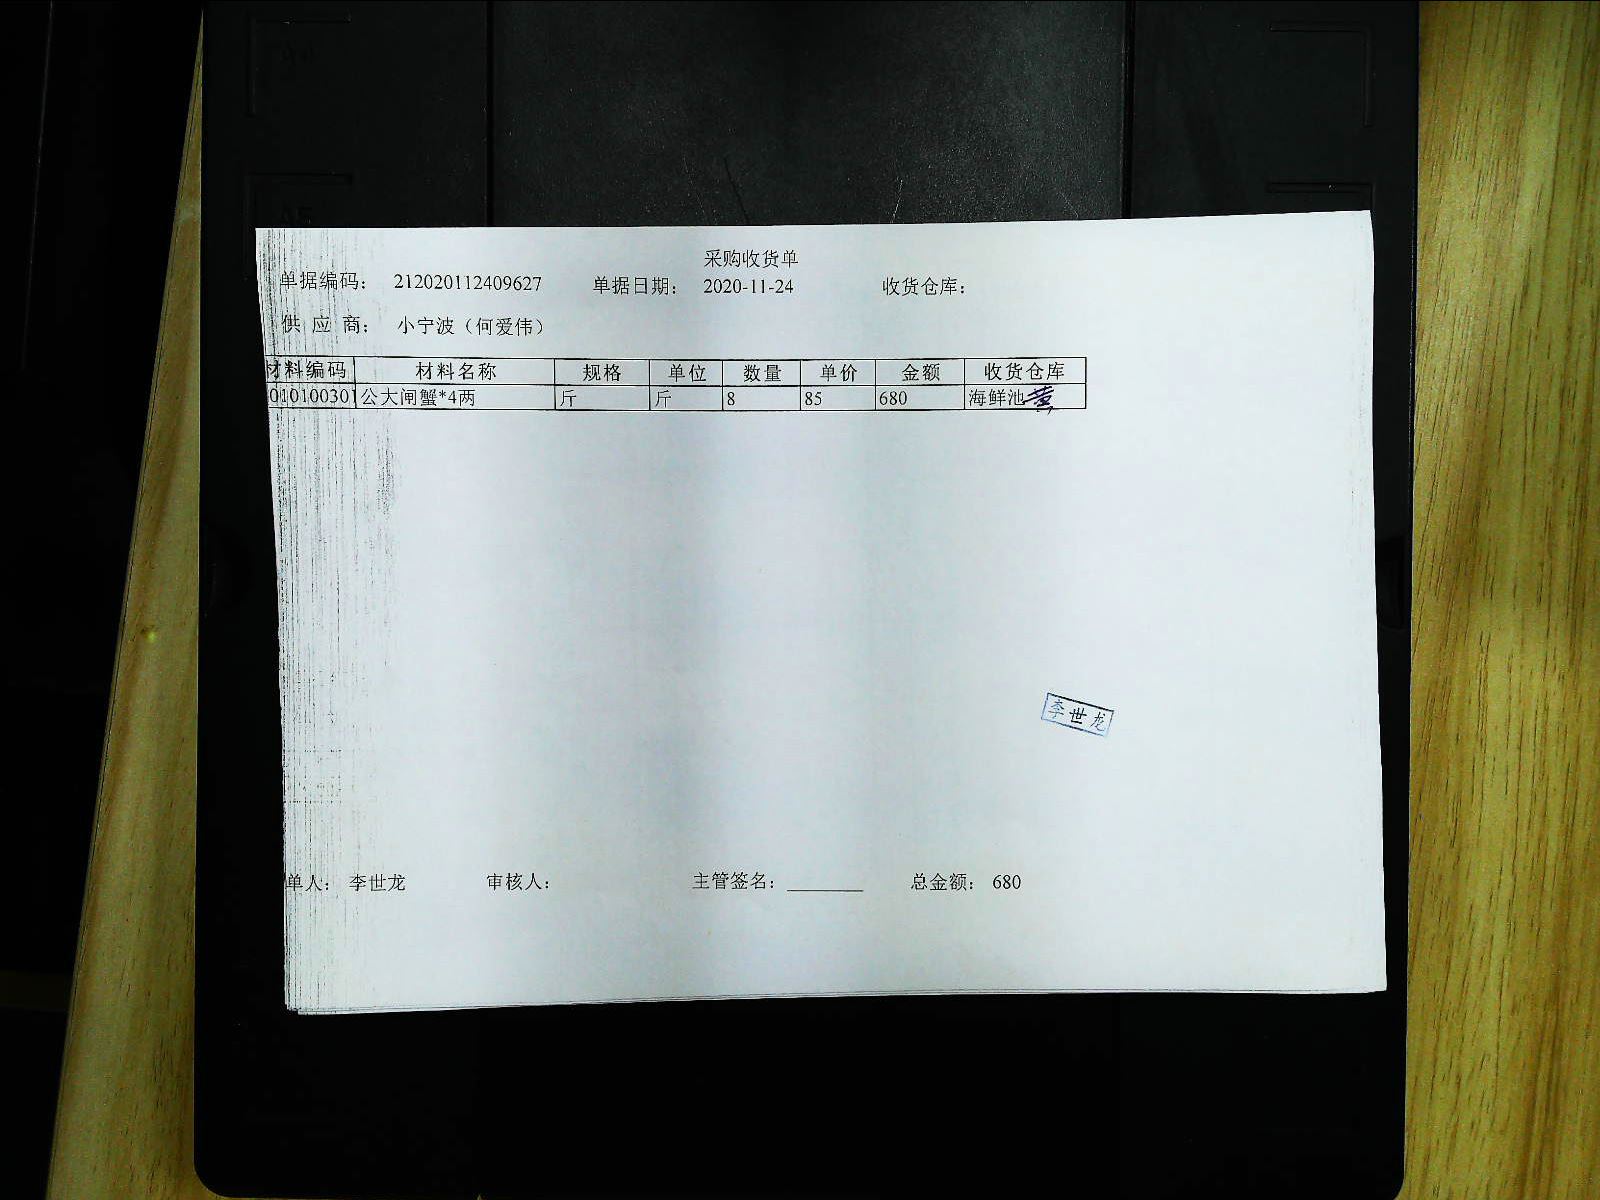 采购收货单
单据编码： 212020112409627 单据日期： 2020-11-24 收货仓库：
供 应 商： 小宁波（何爱伟）
材料编码 材料名称 规格 单位 数量 单价 金额 收货仓库
010100301 公大闸蟹*4两 斤 斤 8 85 680 海鲜池
李世龙
单人： 李世龙 审核人： 主管签名： 总金额： 680